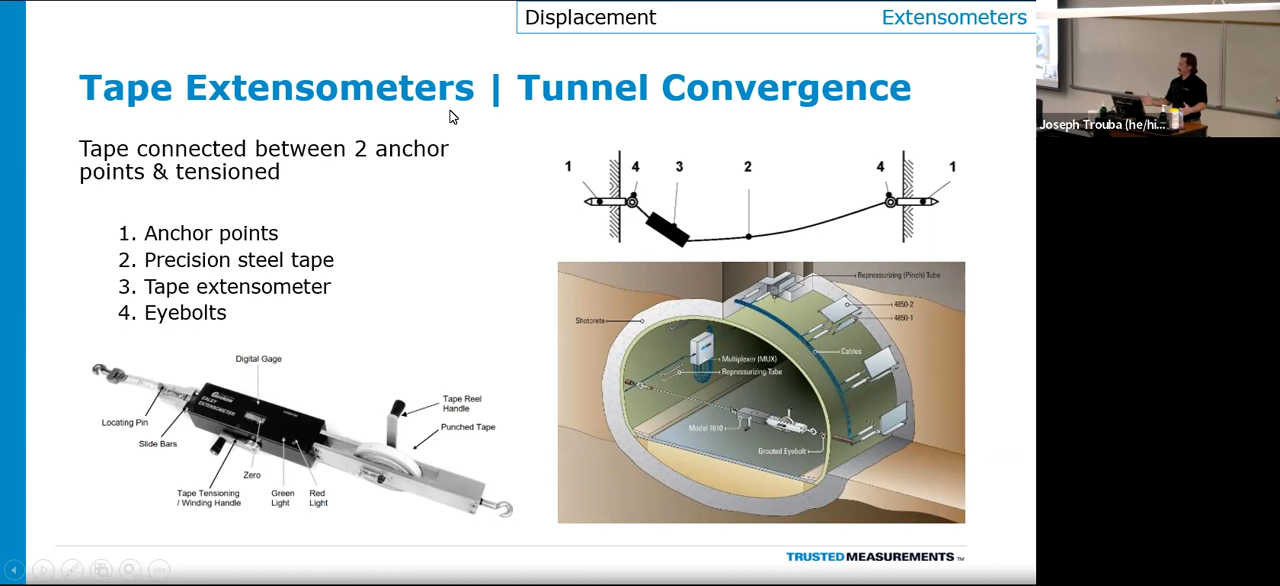 Displacement
Extensometers
Tape Extensometers | Tunnel Convergence
Tape connected between 2 anchor
points & tensioned
1. Anchor points
2. Precision steel tape
3. Tape extensometer
4. Eyebolts
1 4 3 2 4 1
Digital Gage
Tape Reel
Handle
Punched Tape
Locating Pin
Slide Bars
Zero
Tape Tensioning
/ Winding Handle
Green
Light
Red
Light
EALEY
EXTENSOMETER
Repressurizing (Pinch) Tube
4850-2
4850-1
Shotcrete
Cables
Multiplexer (MUX)
Repressurizing Tube
Model 1610
Grouted Eyebolt
TRUSTED MEASUREMENTS™
Joseph Trouba (he/hi...